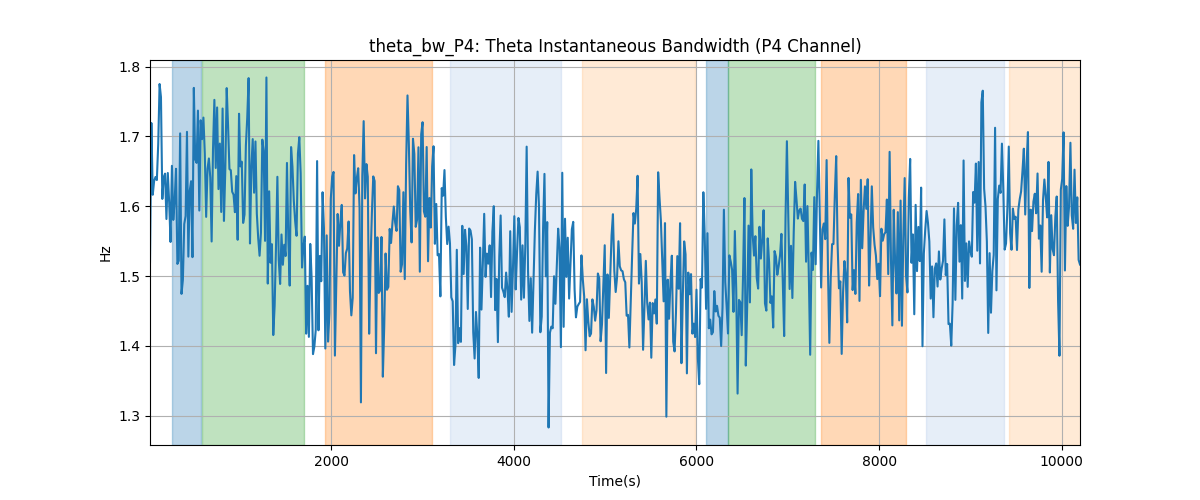 theta_bw_P4: Theta Instantaneous Bandwidth (P4 Channel)
1.8
1.7
1.6
1.5
1.4
1.3
Hz
2000 4000 6000 8000 10000
Time(s)